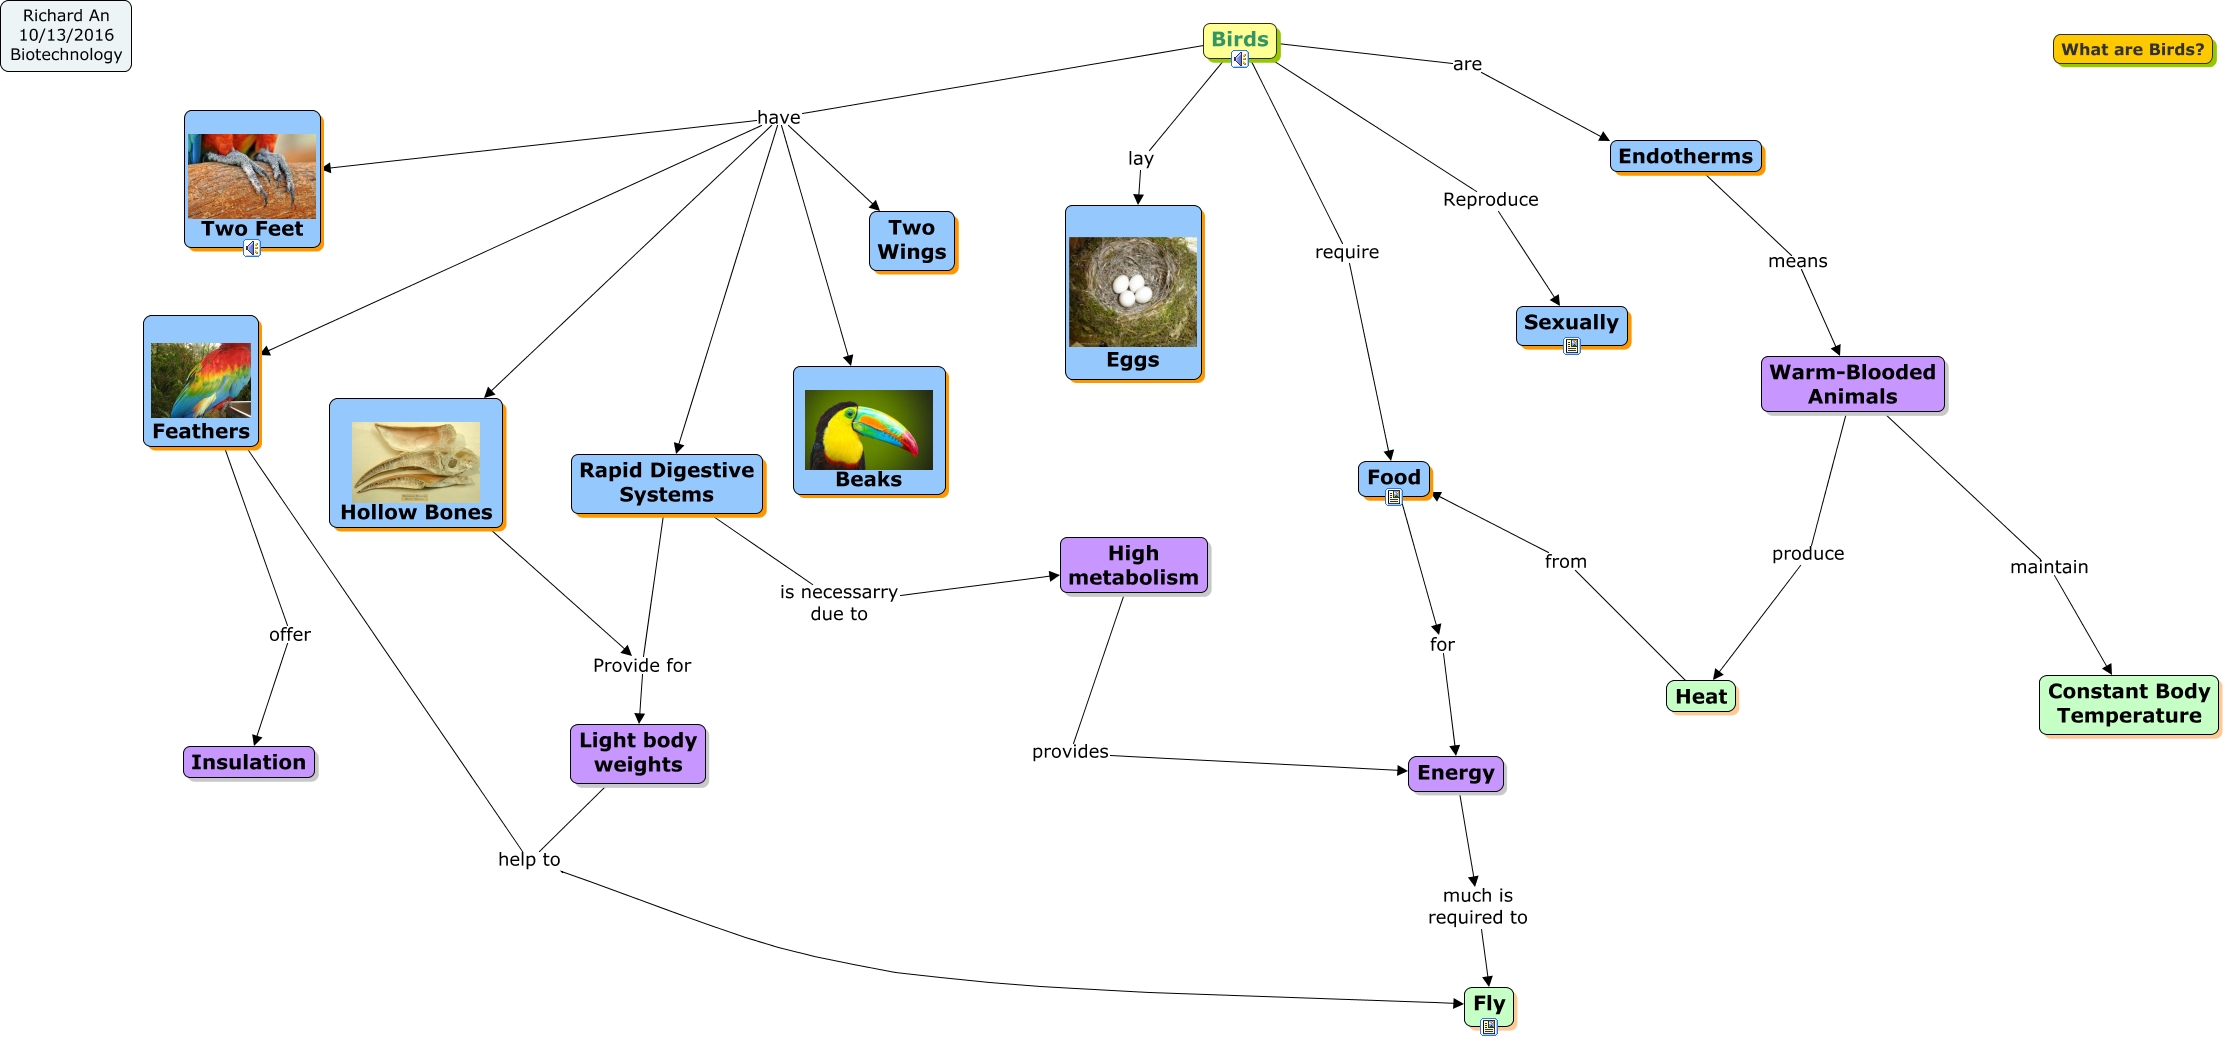 Richard An
10/13/2016
Biotechnology
Birds
What are Birds?
are
have
lay
Endotherms
Two Feet
Two
Wings
Reproduce
require
means
Eggs
Sexually
Warm-Blooded
Animals
Feathers
Hollow Bones
Rapid Digestive
Systems
Beaks
Food
High
metabolism
is necessarry
due to
from
produce
maintain
offer
Provide for
for
Heat
Constant Body
Temperature
Insulation
Light body
weights
provides
Energy
help to
much is
required to
Fly